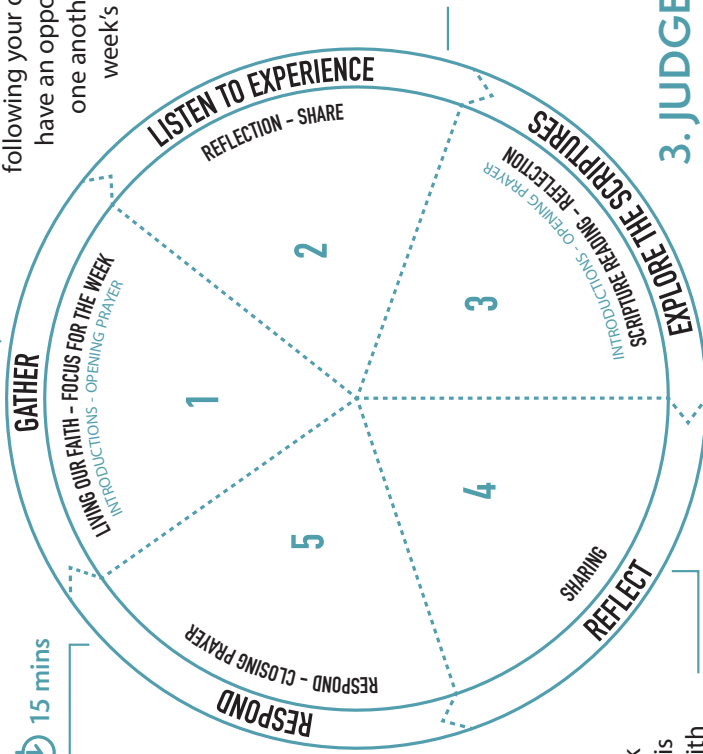 following your
have an
one
week's
GATHER
LIVING OUR FAITH – FOCUS FOR THE WEEK
INTRODUCTIONS - OPENING PRAYER
1
LISTEN TO EXPERIENCE
REFLECTION – SHARE
2
EXPLORE THE SCRIPTURES
SCRIPTURE READING – REFLECTION
INTRODUCTIONS - OPENING PRAYER
3
REFLECT
SHARING
4
RESPOND
RESPOND – CLOSING PRAYER
5
15 mins
3. JUDGE
is